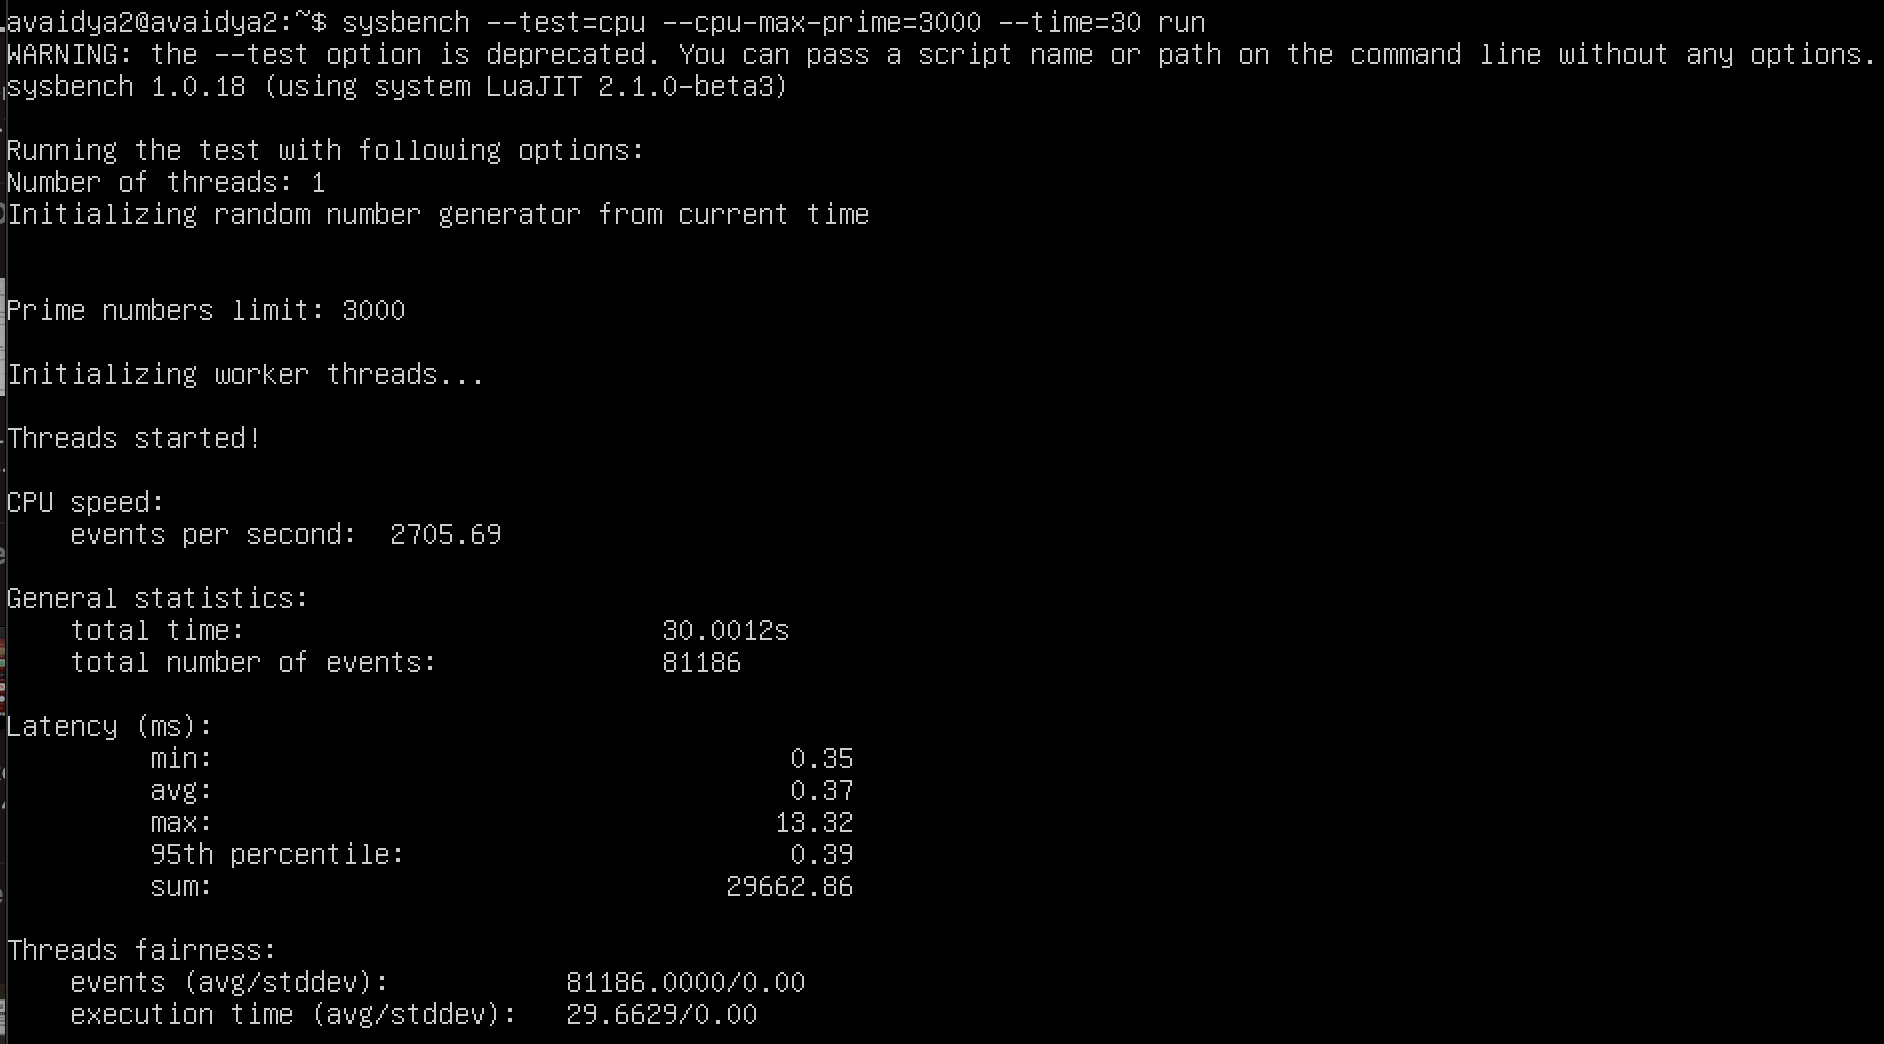 avaidya2@avaidya2:~$ sysbench --test=cpu --cpu-max-prime=3000 --time=30 run
WARNING: the --test option is deprecated. You can pass a script name or path on the command line without any options.
sysbench 1.0.18 (using system LuaJIT 2.1.0-beta3)
Running the test with following options:
Number of threads: 1
Initializing random number generator from current time
Prime numbers limit: 3000
Initializing worker threads...
Threads started!
CPU speed:
events per second: 2705.69
General statistics:
total time: 30.0012s
total number of events: 81186
Latency (ms):
min: 0.35
avg: 0.37
max: 13.32
95th percentile: 0.39
sum: 29662.86
Threads fairness:
events (avg/stddev): 81186.0000/0.00
execution time (avg/stddev): 29.6629/0.00